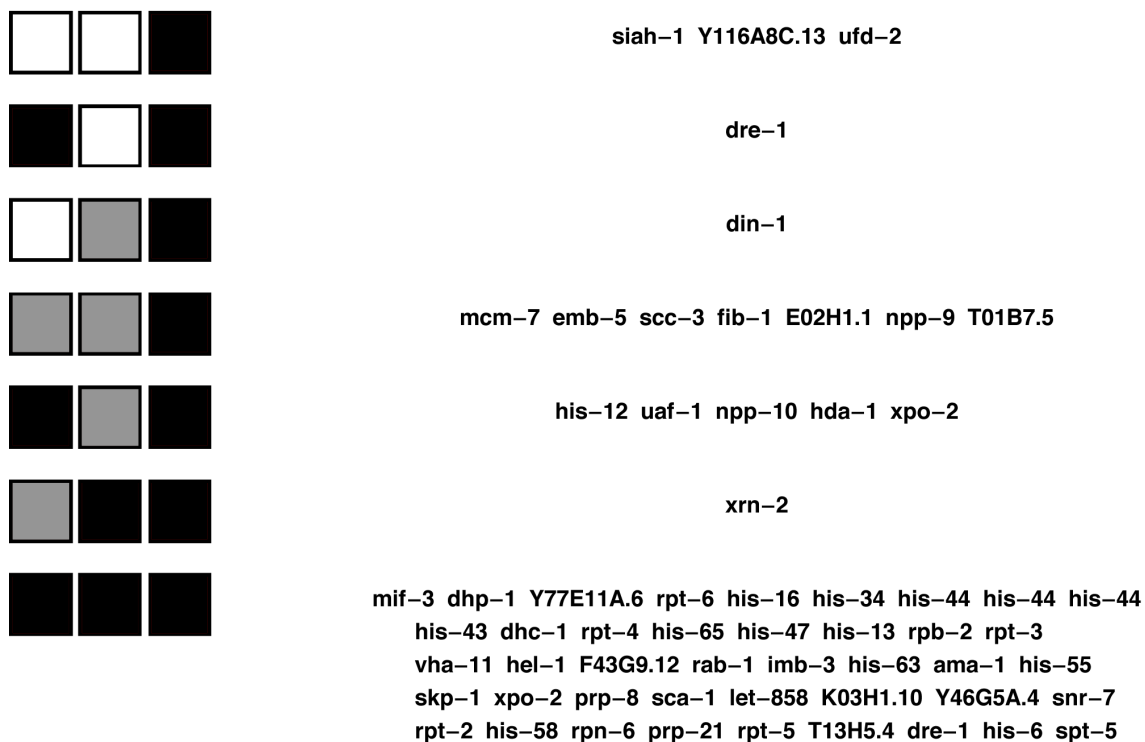 siah−1 Y116A8C.13 ufd−2
dre−1
din−1
mcm−7 emb−5 scc−3 fib−1 E02H1.1 npp−9 T01B7.5
his−12 uaf−1 npp−10 hda−1 xpo−2
xrn−2
mif−3 dhp−1 Y77E11A.6 rpt−6 his−16 his−34 his−44 his−44 his−44
his−43 dhc−1 rpt−4 his−65 his−47 his−13 rpb−2 rpt−3
vha−11 hel−1 F43G9.12 rab−1 imb−3 his−63 ama−1 his−55
skp−1 xpo−2 prp−8 sca−1 let−858 K03H1.10 Y46G5A.4 snr−7
rpt−2 his−58 rpn−6 prp−21 rpt−5 T13H5.4 dre−1 his−6 spt−5